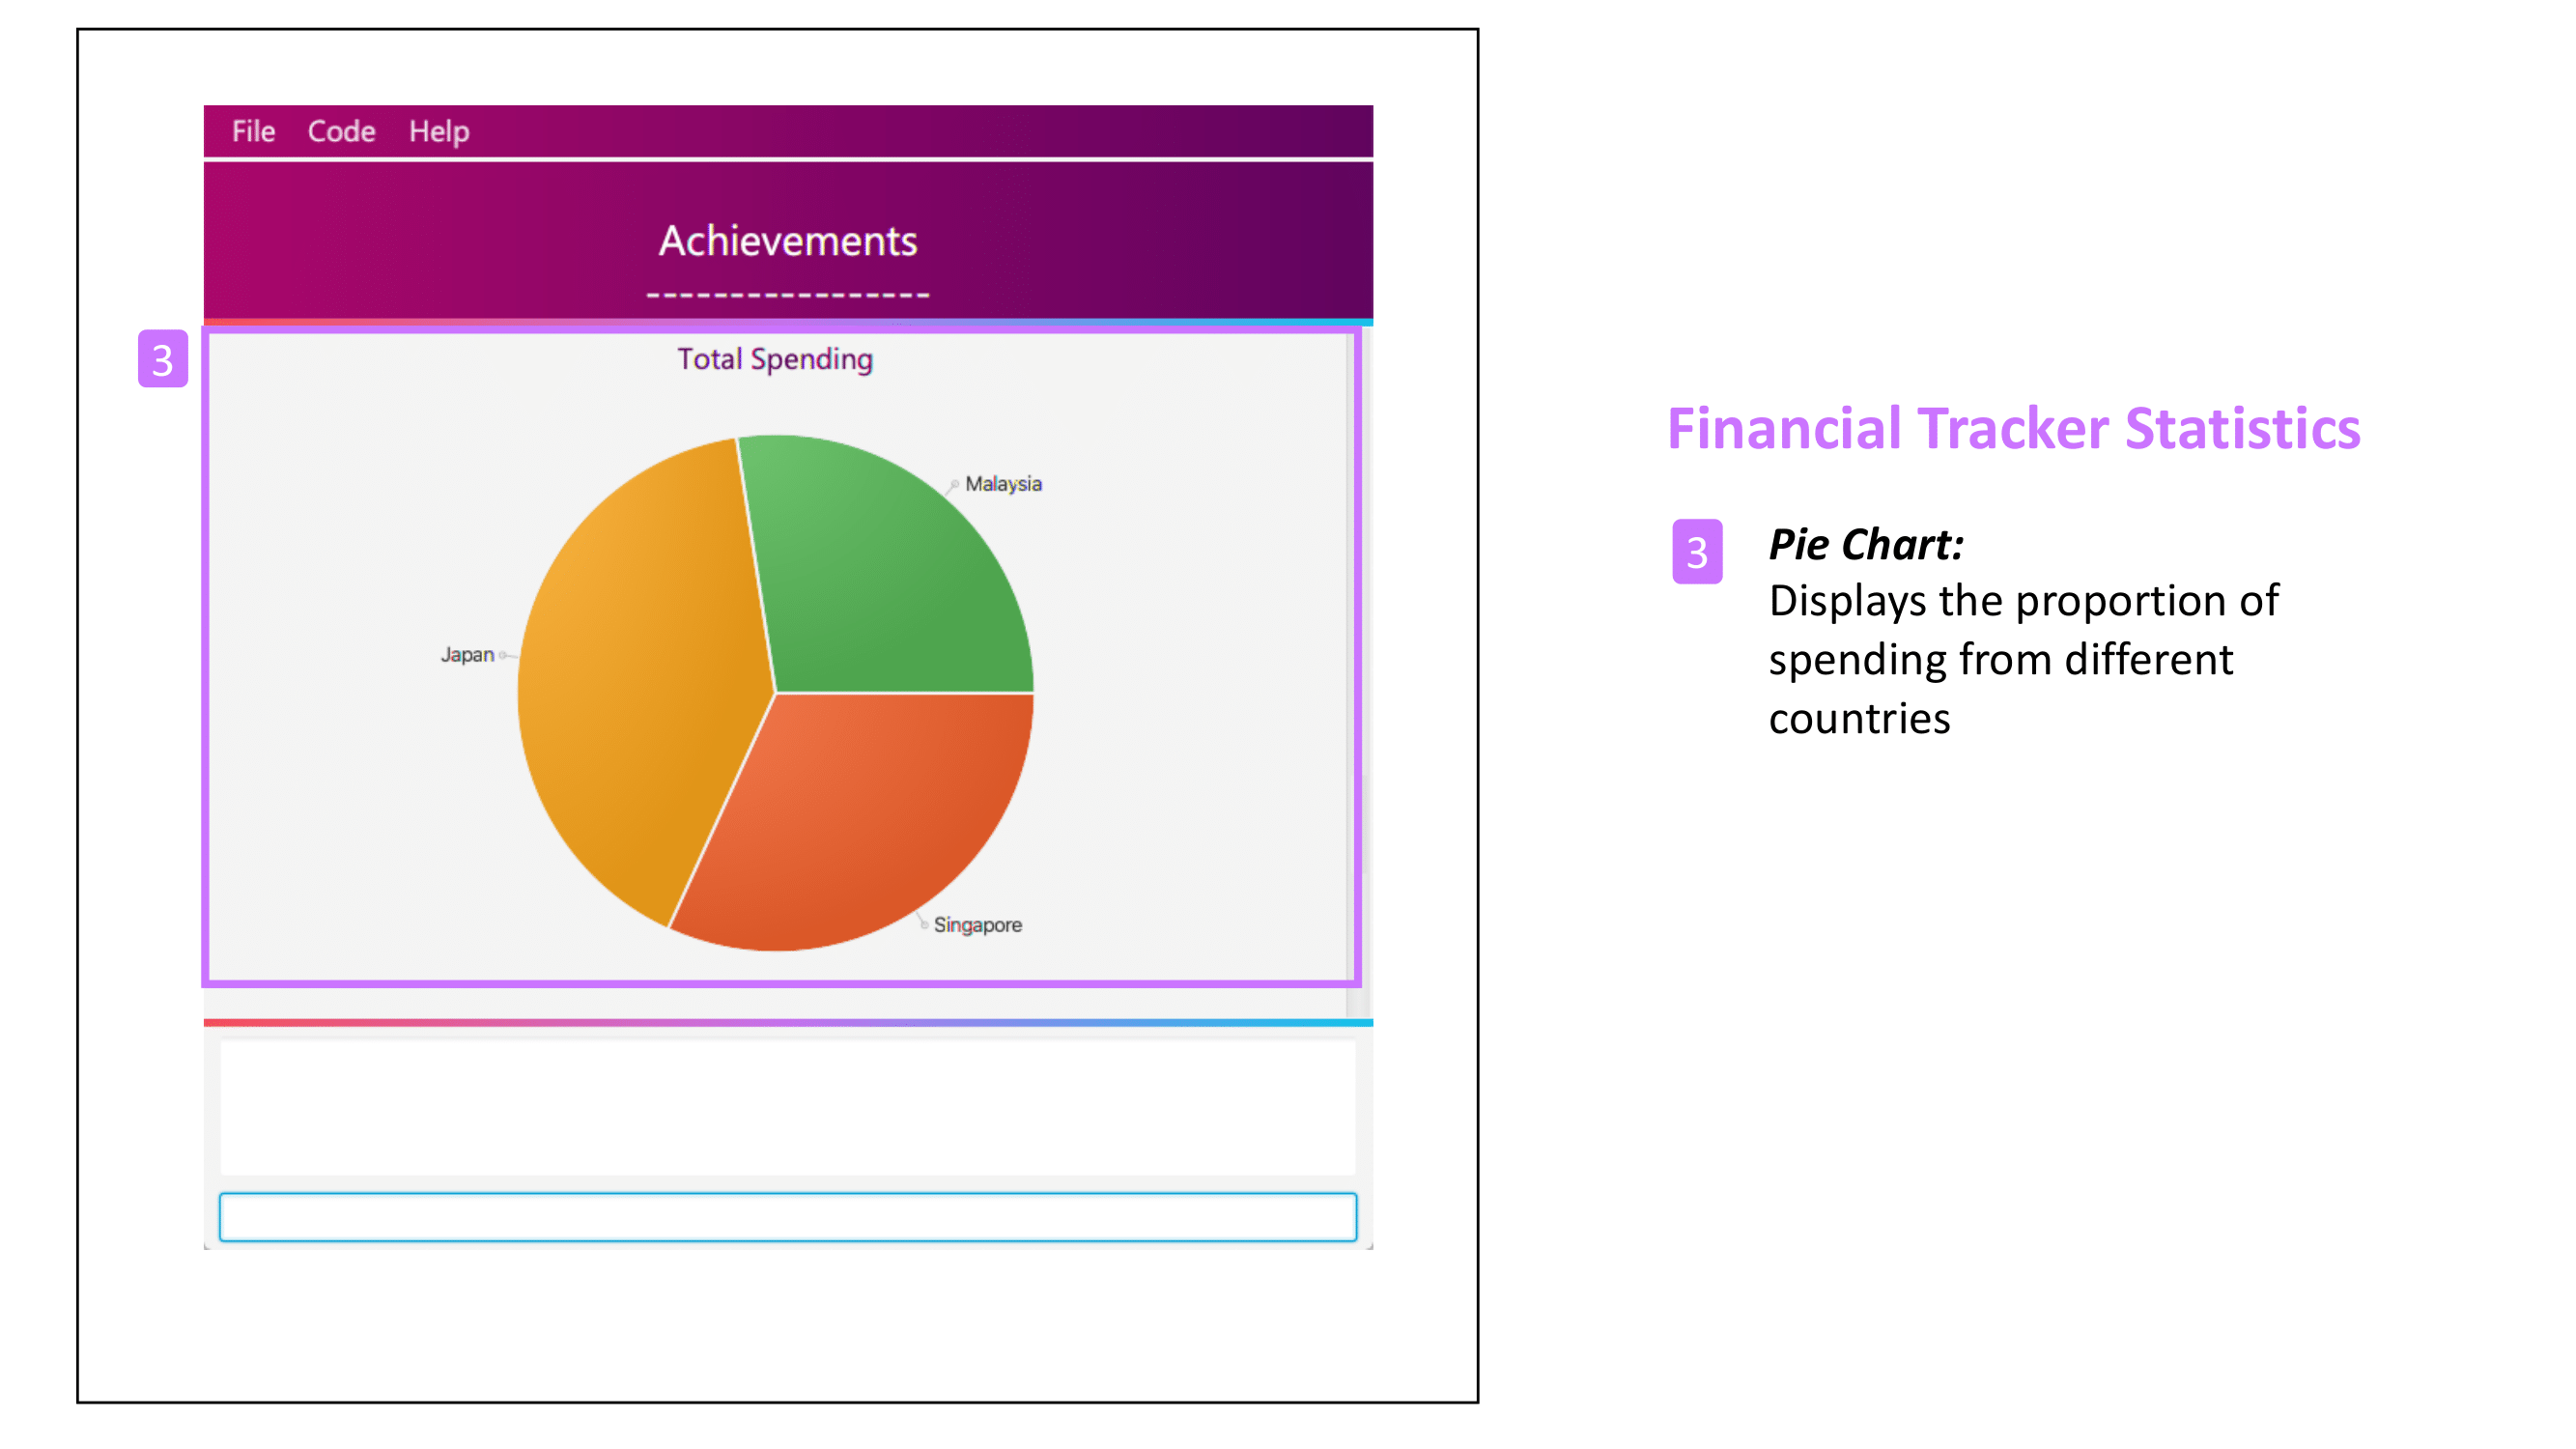 File Code Help
Achievements
-----------------
3
Total Spending
Malaysia
Japan
Singapore
Financial Tracker Statistics
3
Pie Chart:
Displays the proportion of
spending from different
countries